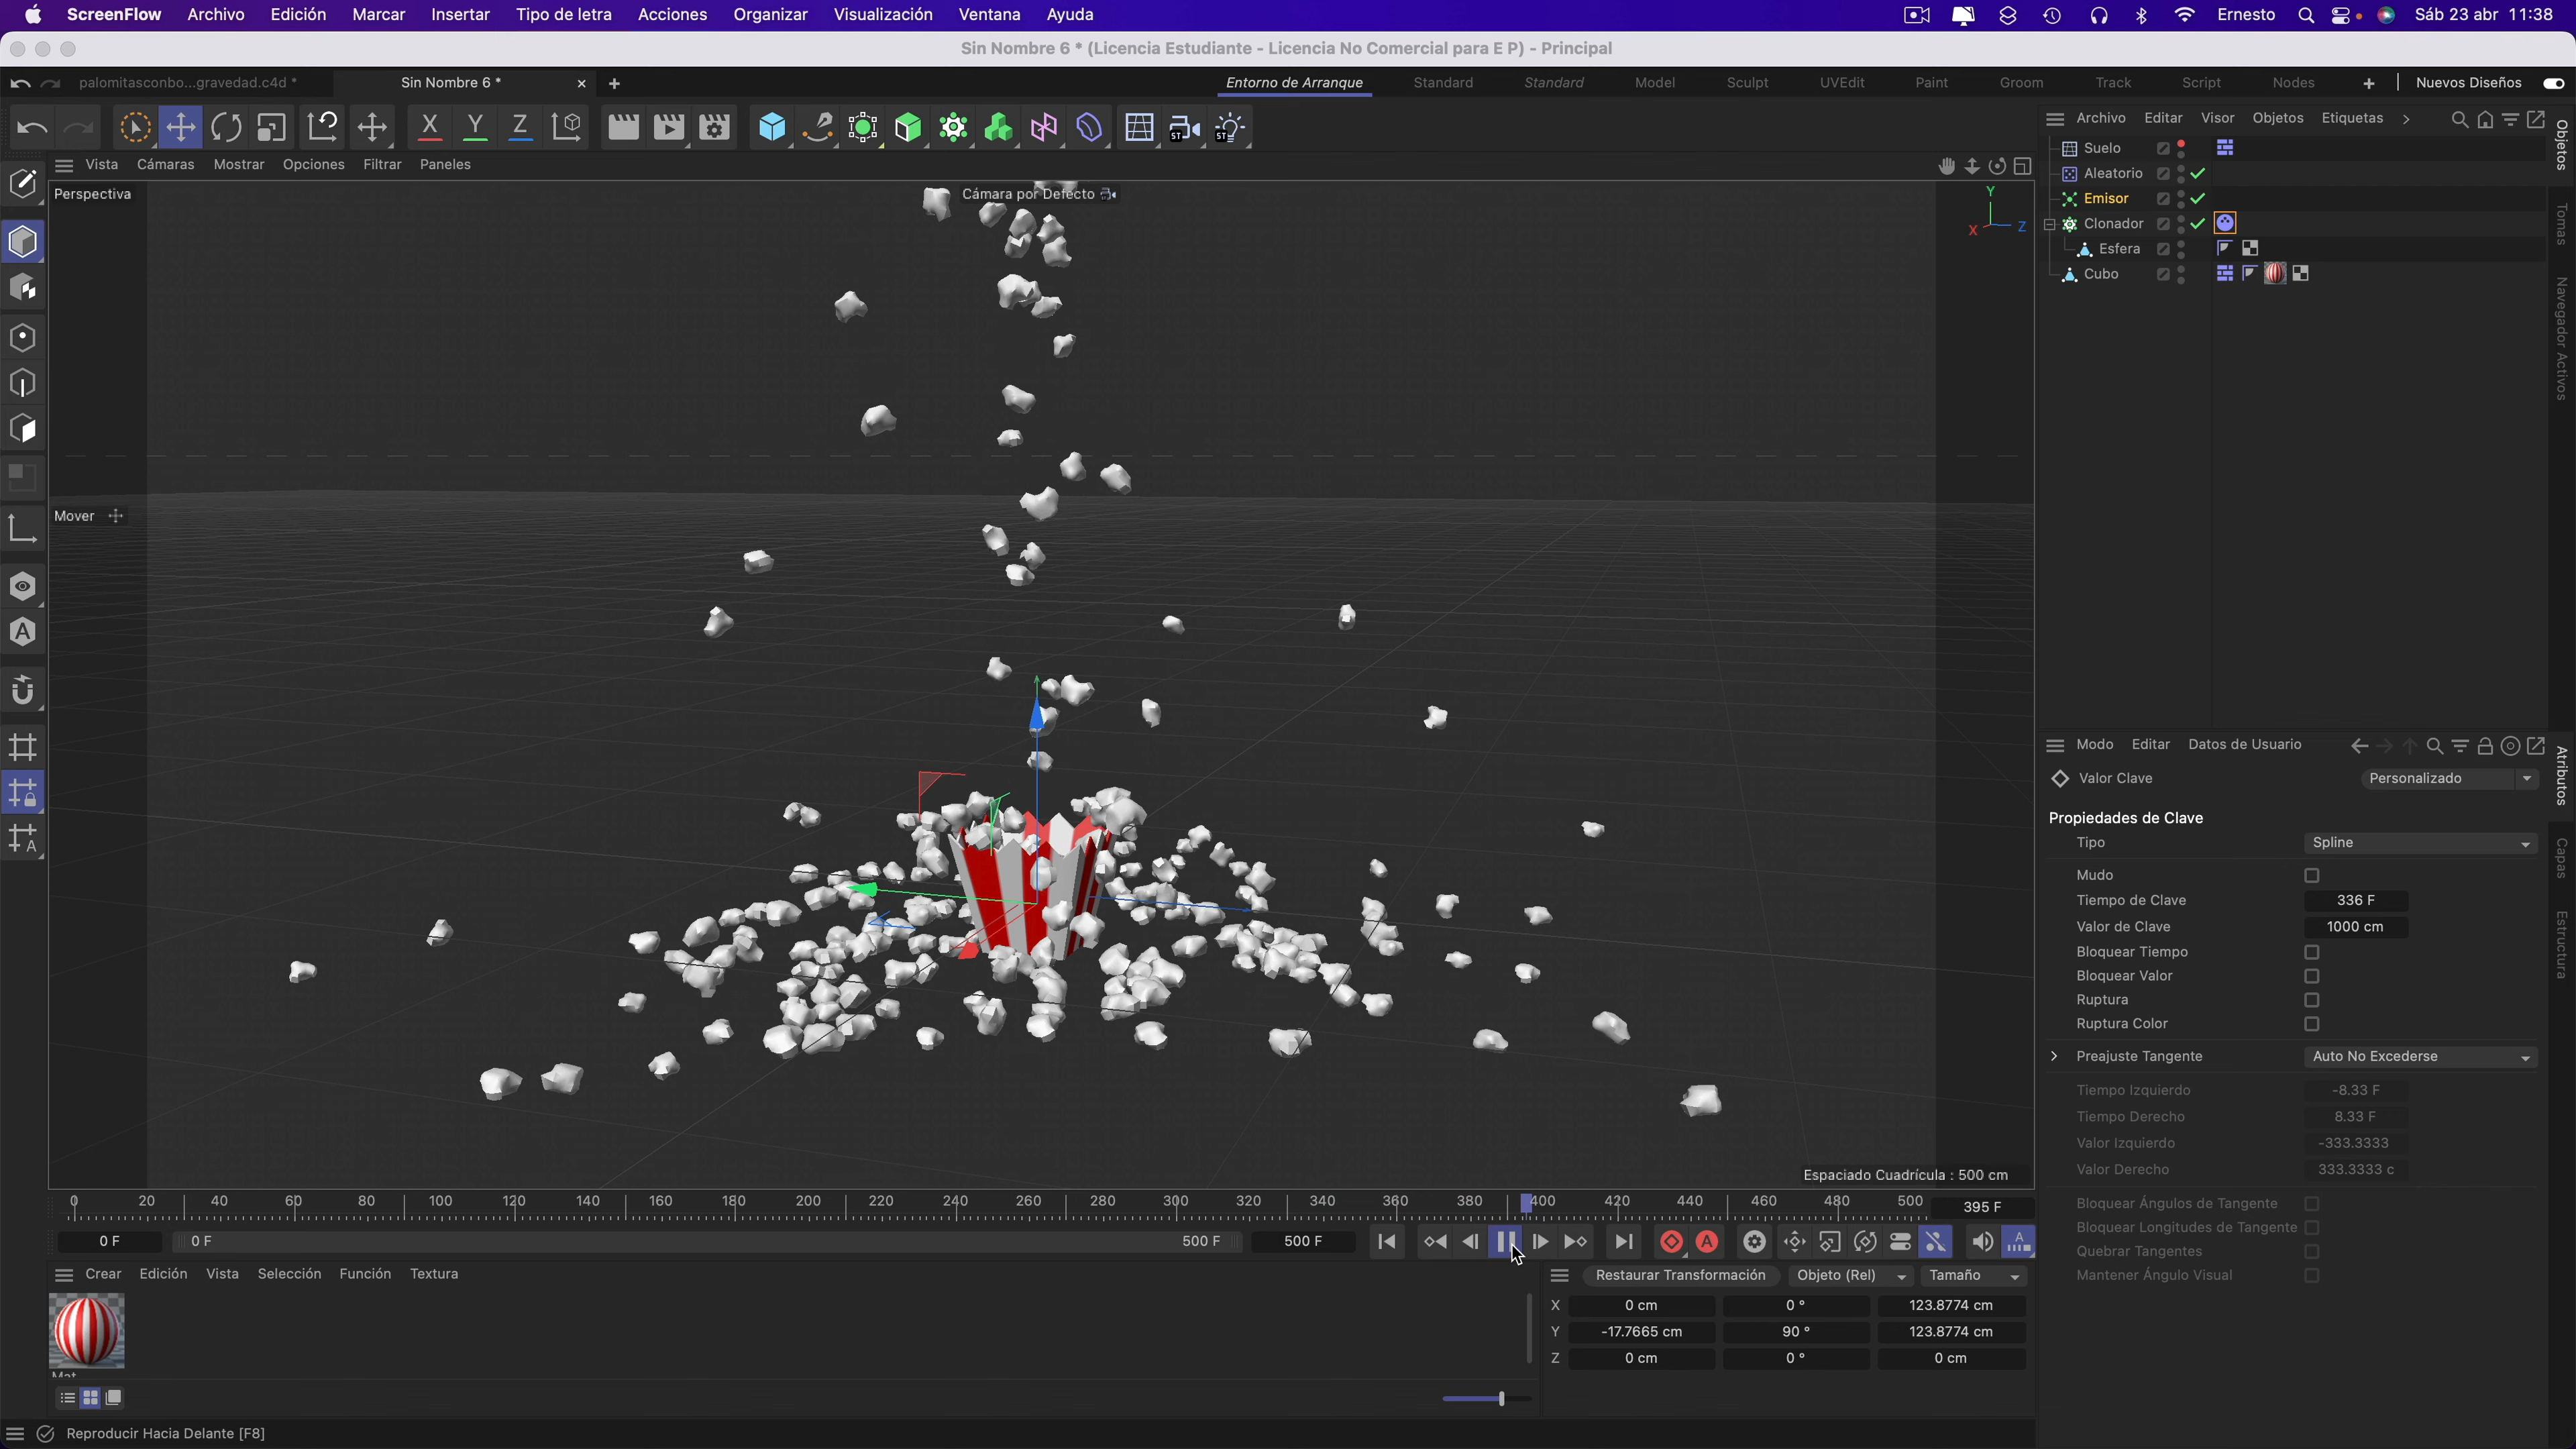 ScreenFlow Archivo Edición Marcar Insertar Tipo de letra Acciones Organizar Visualización Ventana Ayuda Ernesto Sáb 23 abr 11:38
Sin Nombre 6 * (Licencia Estudiante - Licencia No Comercial para E P) - Principal
palomitasconbo...gravedad.c4d * Sin Nombre 6 * Entorno de Arranque Standard Standard Model Sculpt UVEdit Paint Groom Track Script Nodes Nuevos Diseños
X Y Z ST ST
Archivo Editar Visor Objetos Etiquetas
Vista Cámaras Mostrar Opciones Filtrar Paneles
Perspectiva
Cámara por Defecto
Y
X
Z
Mover
Suelo
Aleatorio
Emisor
Clonador
Esfera
Cubo
Objetos
Tomas
Navegador Activos
Modo Editar Datos de Usuario
Valor Clave Personalizado
Propiedades de Clave
Tipo Spline
Mudo
Tiempo de Clave 336 F
Valor de Clave 1000 cm
Bloquear Tiempo
Bloquear Valor
Ruptura
Ruptura Color
Preajuste Tangente Auto No Excederse
Tiempo Izquierdo -8.33 F
Tiempo Derecho 8.33 F
Valor Izquierdo -333.3333
Valor Derecho 333.3333 c
Bloquear Ángulos de Tangente
Bloquear Longitudes de Tangente
Quebrar Tangentes
Mantener Ángulo Visual
Atributos
Capas
Estructura
Espaciado Cuadrícula : 500 cm
0 20 40 60 80 100 120 140 160 180 200 220 240 260 280 300 320 340 360 380 400 420 440 460 480 500 395 F
0 F 0 F 500 F 500 F
Crear Edición Vista Selección Función Textura
Mat
Restaurar Transformación Objeto (Rel) Tamaño
X 0 cm 0 ° 123.8774 cm
Y -17.7665 cm 90 ° 123.8774 cm
Z 0 cm 0 ° 0 cm
Reproducir Hacia Delante [F8]